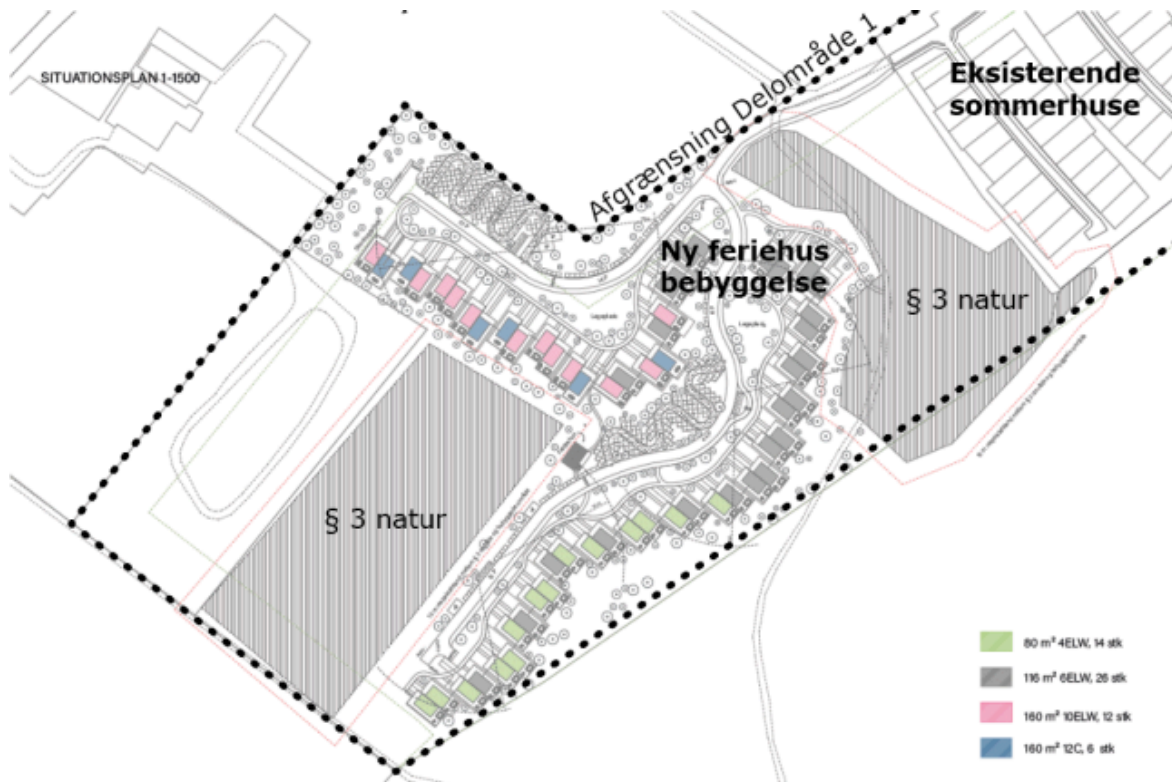 SITUATIONSPLAN 1-1500
Afgrænsning Delområde 1
Eksisterende
sommerhuse
Ny feriehus
bebyggelse
§ 3 natur
§ 3 natur
80 m² 4ELW, 14 stk
116 m² 6ELW, 26 stk
160 m² 10ELW, 12 stk
160 m² 12C, 6 stk